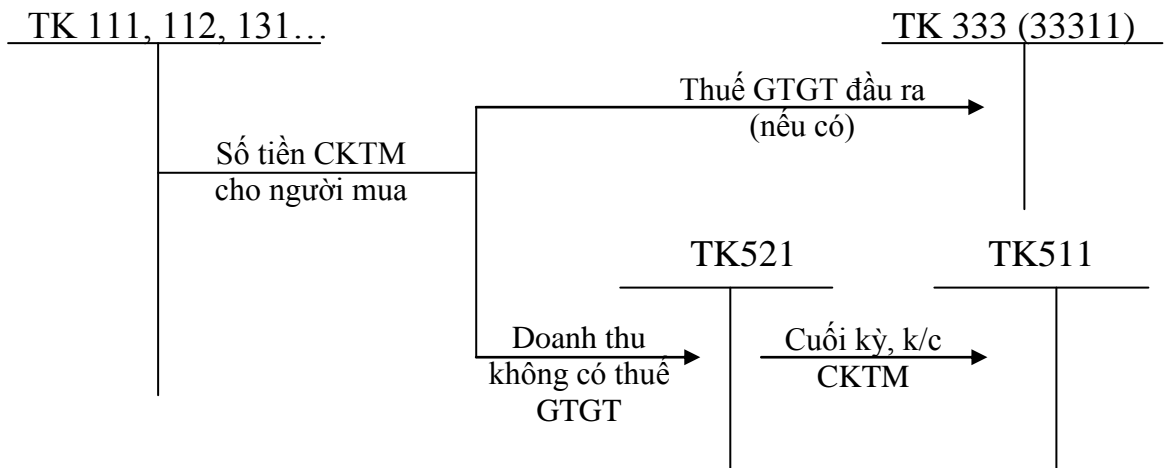 TK 111, 112, 131…
TK 333 (33311)
Thuế GTGT đầu ra
(nếu có)
Số tiền CKTM
cho người mua
TK521
TK511
Doanh thu
không có thuế
GTGT
Cuối kỳ, k/c
CKTM